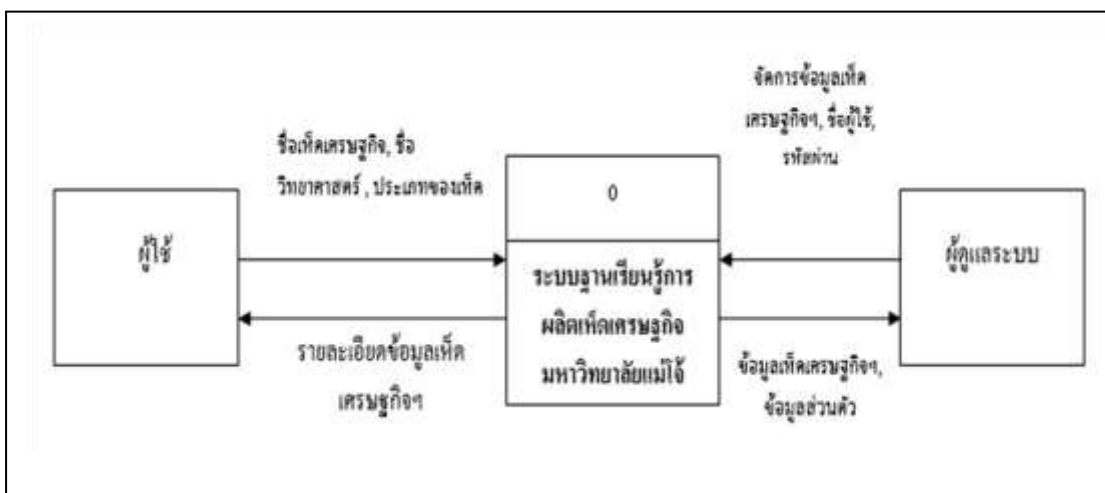 จัดการข้อมูลเห็ด
เศรษฐกิจฯ, ชื่อผู้ใช้,
รหัสผ่าน
ชื่อเห็ดเศรษฐกิจ, ชื่อ
วิทยาศาสตร์ , ประเภทของเห็ด
0
ผู้ใช้
ผู้ดูแลระบบ
ระบบฐานเรียนรู้การ
ผลิตเห็ดเศรษฐกิจ
มหาวิทยาลัยแม่โจ้
รายละเอียดข้อมูลเห็ด
เศรษฐกิจฯ
ข้อมูลเห็ดเศรษฐกิจฯ,
ข้อมูลส่วนตัว